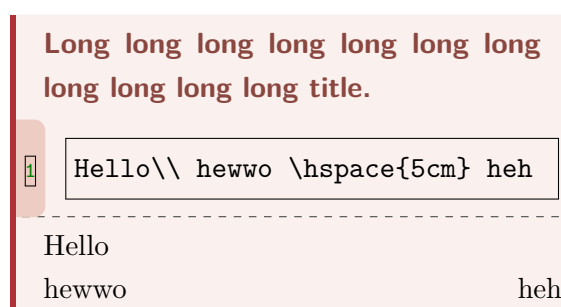 Long long long long long long long
long long long long title.
1 Hello\\ hewwo \hspace{5cm} heh
Hello
hewwo heh